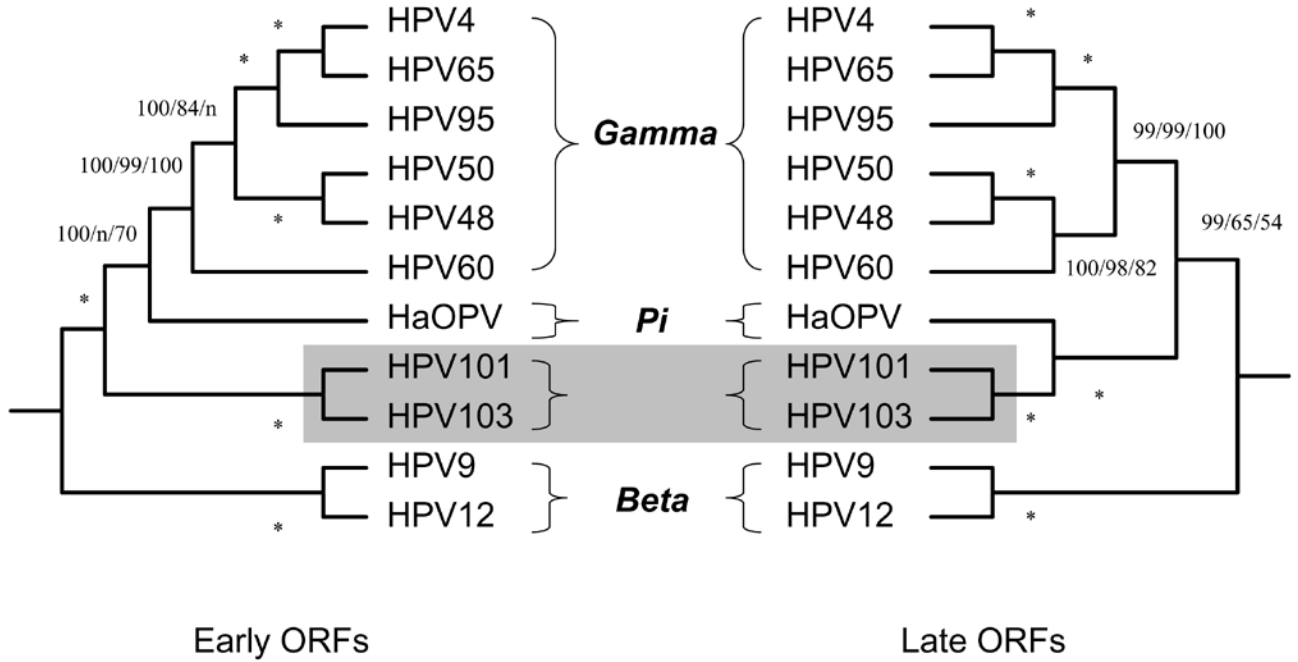 * HPV4 HPV4 *
* HPV65 HPV65 *
100/84/n HPV95 Gamma HPV95 99/99/100
100/99/100 HPV50 HPV50 *
* HPV48 HPV48
100/n/70 99/65/54
HPV60 HPV60 100/98/82
* HaOPV Pi HaOPV
HPV101 HPV101
* HPV103 HPV103 * *
HPV9 HPV9
* HPV12 Beta HPV12 *
Early ORFs Late ORFs